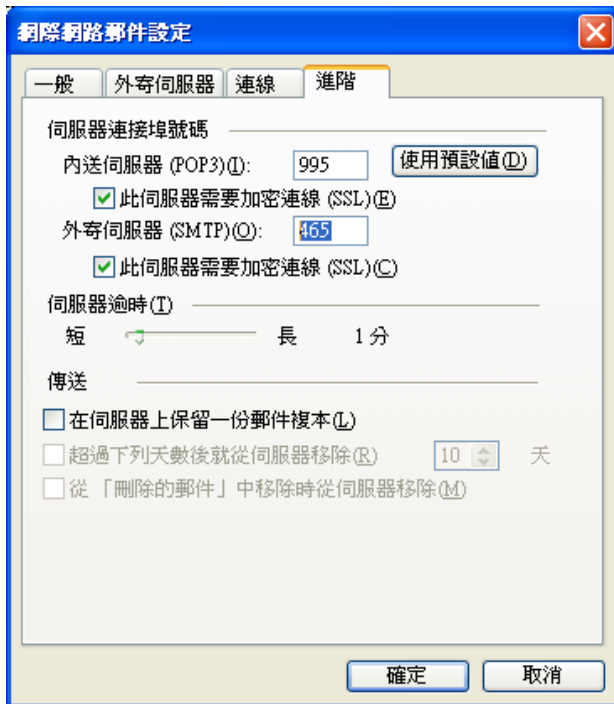 網際網路郵件設定
一般 外寄伺服器 連線 進階
伺服器連接埠號碼
內送伺服器 (POP3)(I): 995 使用預設值(D)
此伺服器需要加密連線 (SSL)(E)
外寄伺服器 (SMTP)(O): 465
此伺服器需要加密連線 (SSL)(C)
伺服器逾時(T)
短 長 1 分
傳送
在伺服器上保留一份郵件複本(L)
超過下列天數後就從伺服器移除(R) 10 天
從「刪除的郵件」中移除時從伺服器移除(M)
確定 取消